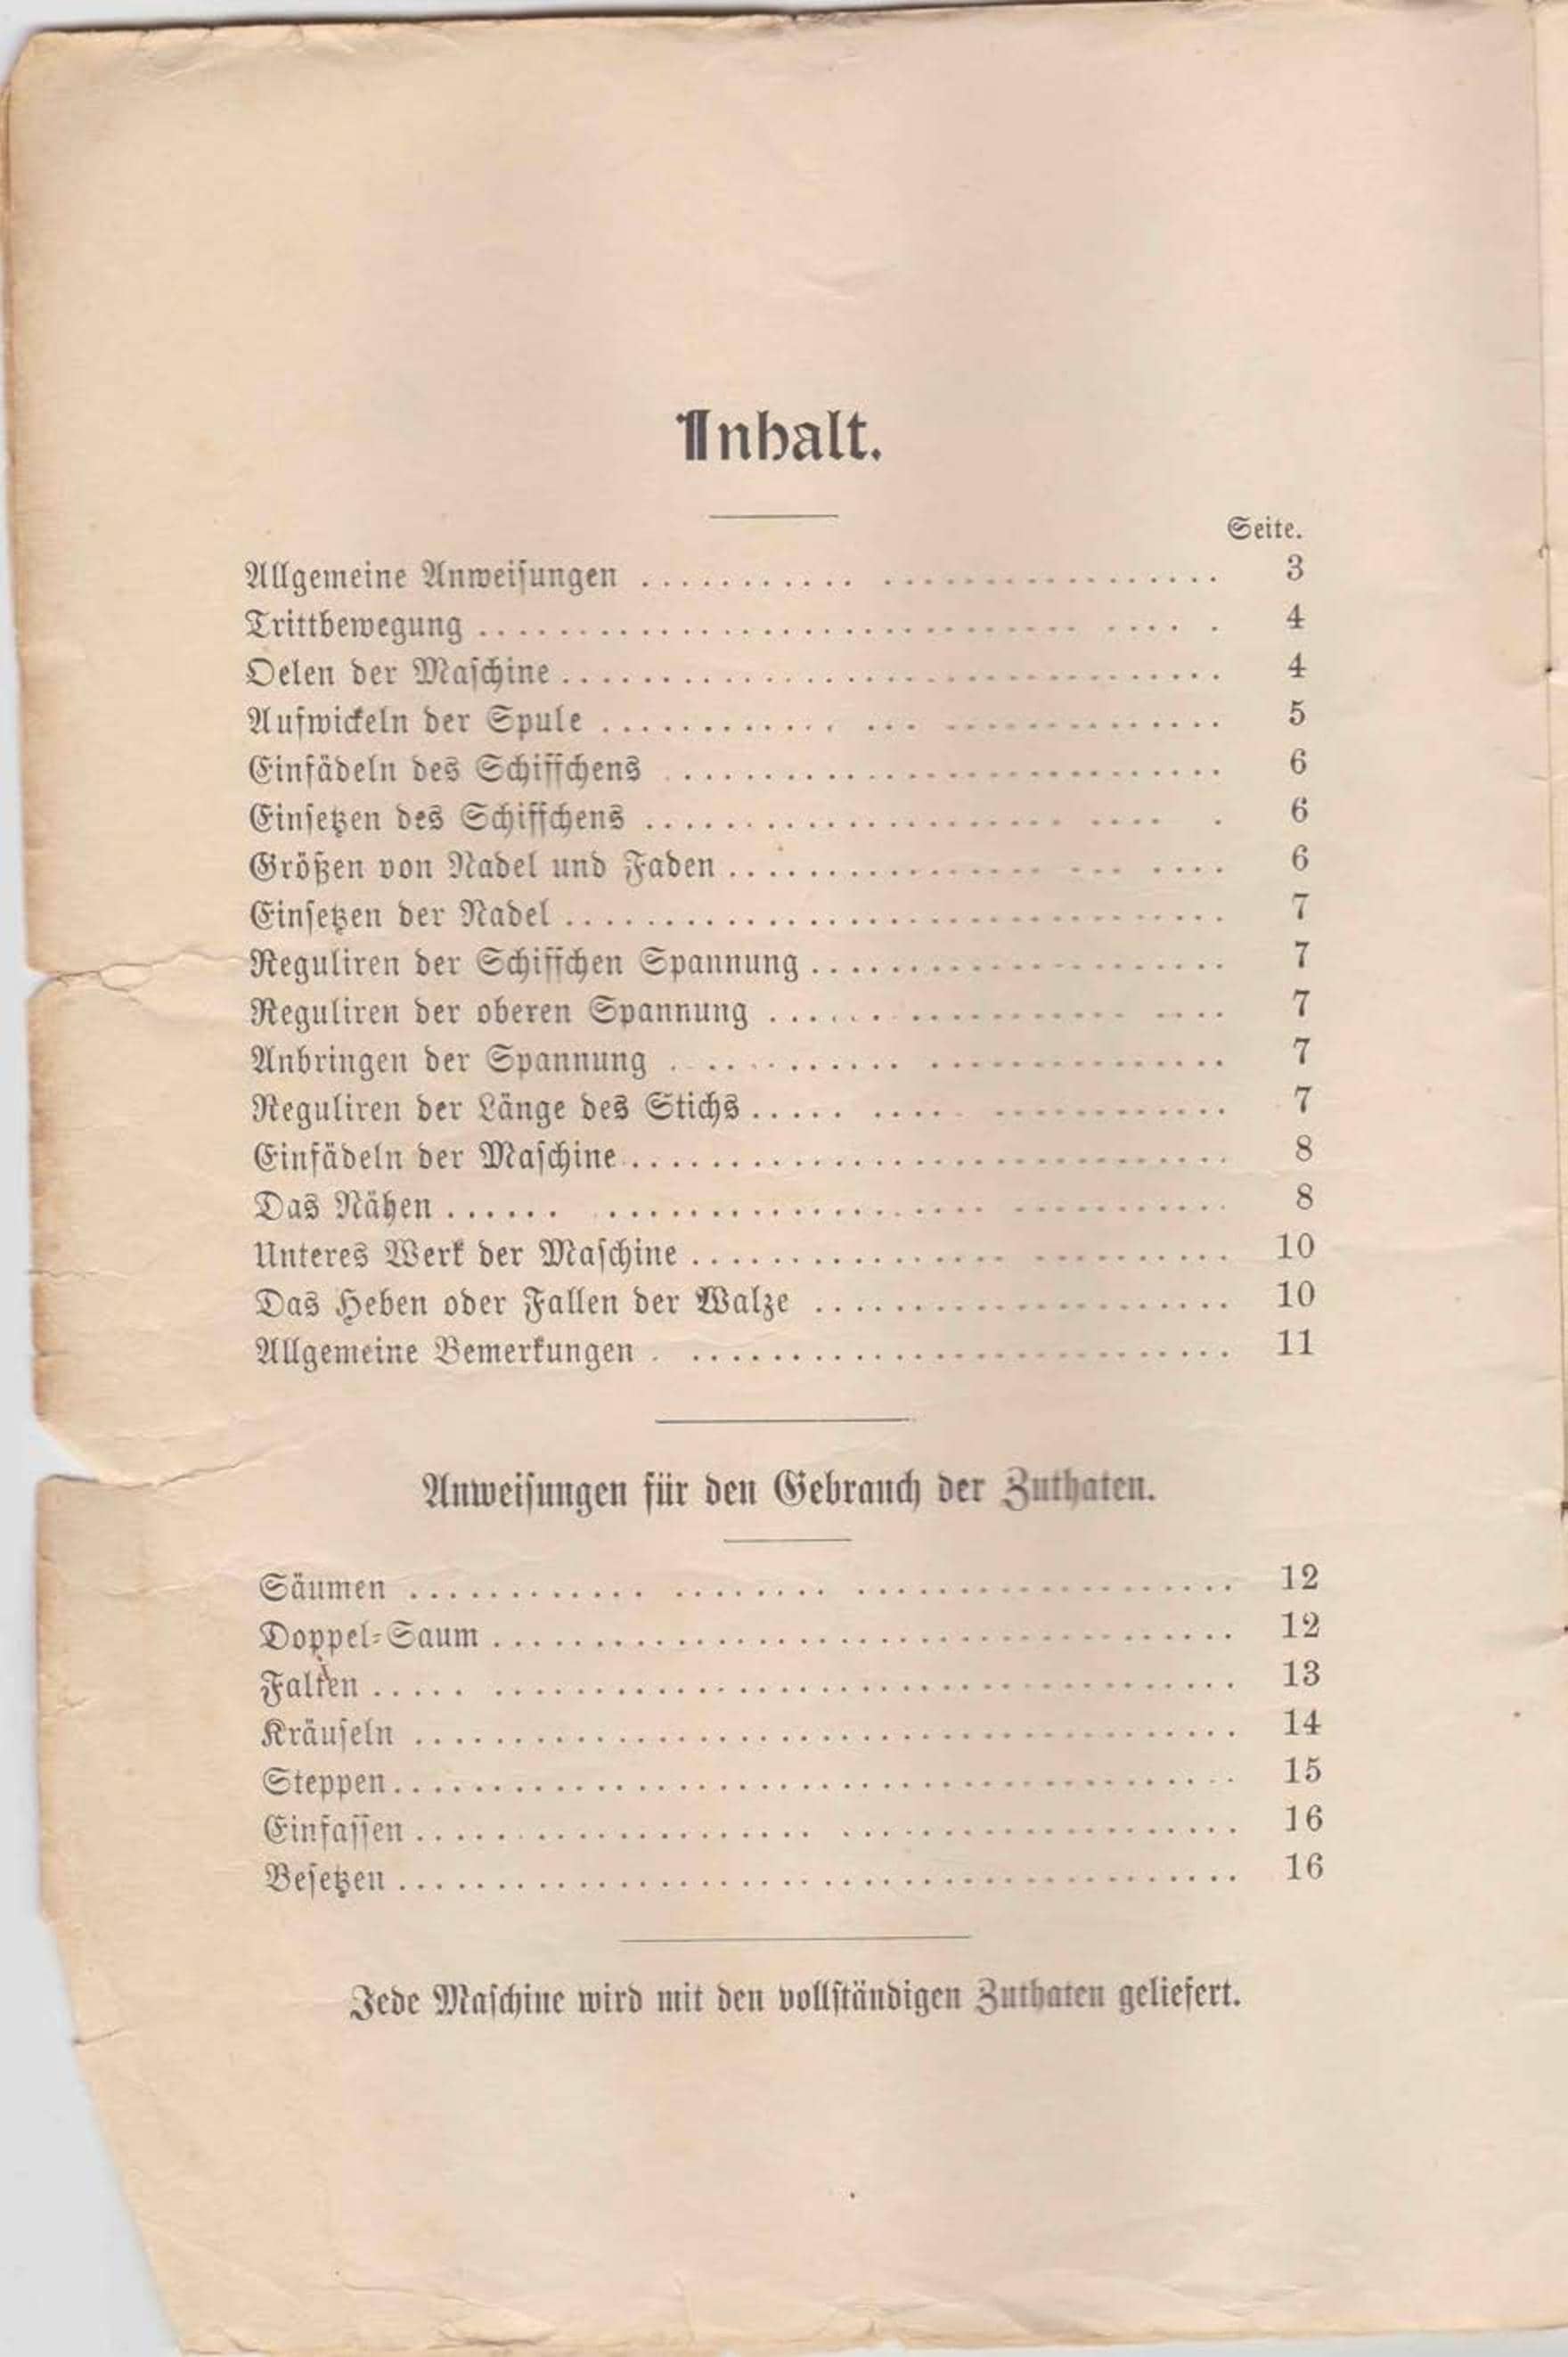 Inhalt.
Seite.
Allgemeine Anweisungen ........... ................. 3
Trittbewegung .............................. .... . 4
Oelen der Maschine................................. 4
Aufwickeln der Spule ............ ... .............. 5
Einfädeln des Schiffchens ........................... 6
Einsetzen des Schiffchens ..................... .... . 6
Größen von Nadel und Faden................ ... .... 6
Einsetzen der Nadel ................................. 7
Reguliren der Schiffchen Spannung..................... 7
Reguliren der oberen Spannung .................. .... 7
Anbringen der Spannung ............ ............... 7
Reguliren der Länge des Stichs..... ..... ............ 7
Einfädeln der Maschine.............................. 8
Das Nähen...... ................... ........... 8
Unteres Werk der Maschine................ .......... 10
Das Heben oder Fallen der Walze ..................... 10
Allgemeine Bemerkungen . ........................... 11
Anweisungen für den Gebrauch der Zuthaten.
Säumen ............ ........ ................... 12
Doppel-Saum..................................... 12
Falten..... ..................................... 13
Kräuseln ......................................... 14
Steppen.......................................... 15
Einfassen.................... .................... 16
Besetzen.......................................... 16
Jede Maschine wird mit den vollständigen Zuthaten geliefert.